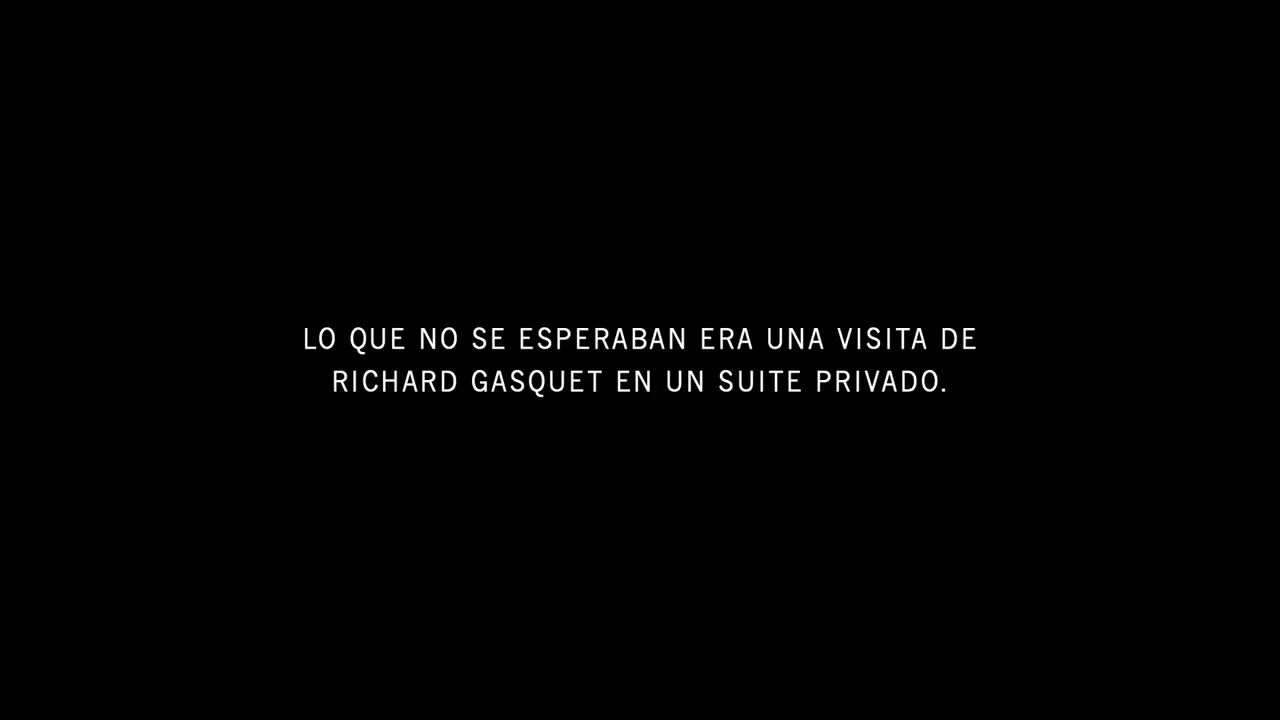 LO QUE NO SE ESPERABAN ERA UNA VISITA DE
RICHARD GASQUET EN UN SUITE PRIVADO.